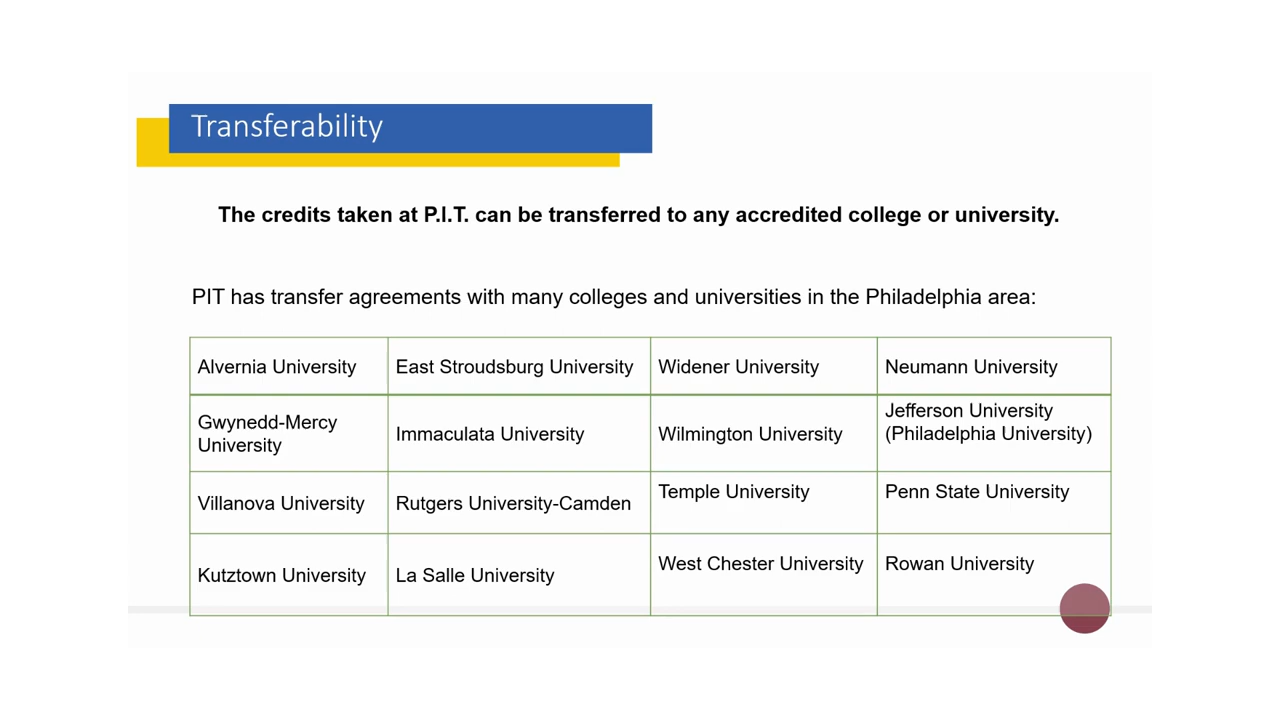 Transferability
The credits taken at P.I.T. can be transferred to any accredited college or university.
PIT has transfer agreements with many colleges and universities in the Philadelphia area:
Alvernia University
East Stroudsburg University
Widener University
Neumann University
Gwynedd-Mercy
University
Immaculata University
Wilmington University
Jefferson University
(Philadelphia University)
Villanova University
Rutgers University-Camden
Temple University
Penn State University
Kutztown University
La Salle University
West Chester University
Rowan University